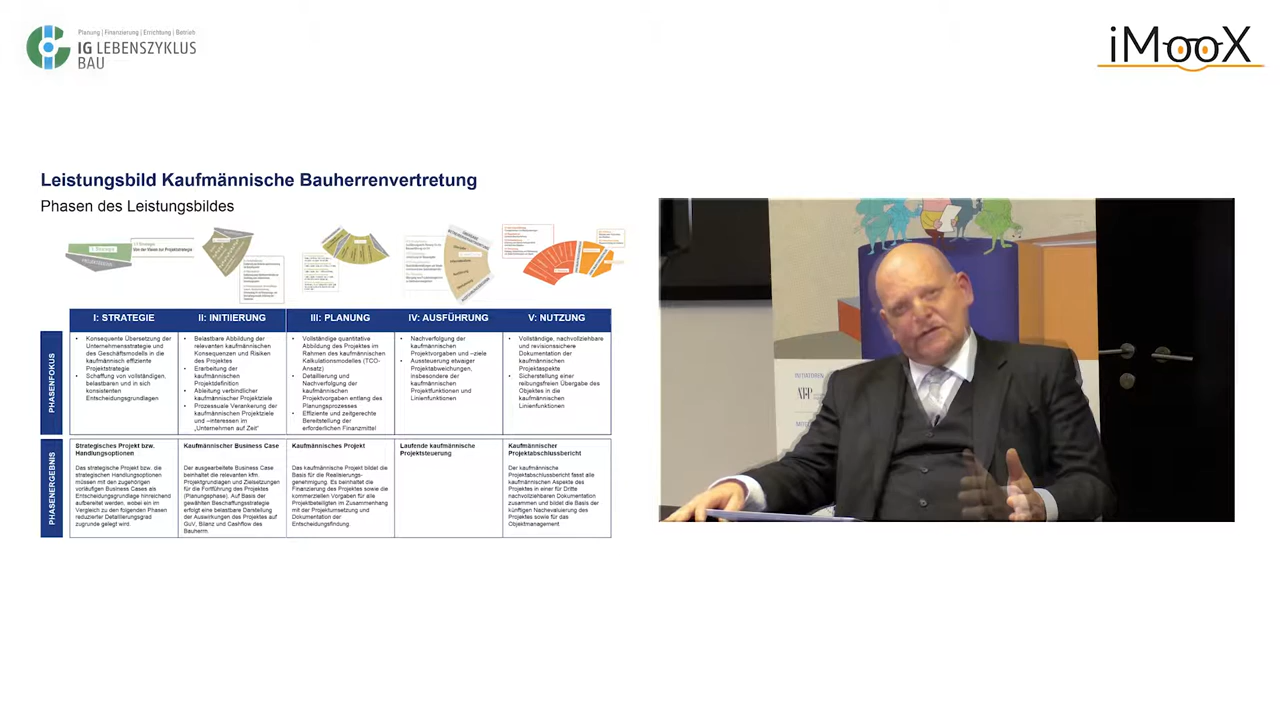 Planung | Finanzierung | Errichtung | Betrieb
IG LEBENSZYKLUS
BAU
iMooX
Leistungsbild Kaufmännische Bauherrenvertretung
Phasen des Leistungsbildes
I: STRATEGIE
II: INITIIERUNG
III: PLANUNG
IV: AUSFÜHRUNG
V: NUTZUNG
PHASENFOKUS
• Konsequente Übersetzung der
Unternehmensstrategie und
des Geschäftsmodells in die
kaufmännisch effiziente
Projektstrategie
• Schaffung von vollständigen,
belastbaren und in sich
konsistenten
Entscheidungsgrundlagen
• Belastbare Abbildung der
relevanten kaufmännischen
Konsequenzen und Risiken
des Projektes
• Erarbeitung der
kaufmännischen
Projektdefinition
• Ableitung verbindlicher
kaufmännischer Projektziele
• Prozessuale Verankerung der
kaufmännischen Projektziele
und –interessen im
„Unternehmen auf Zeit“
• Vollständige quantitative
Abbildung des Projektes im
Rahmen des kaufmännischen
Kalkulationsmodelles (TCO-
Ansatz)
• Detaillierung und
Nachverfolgung der
kaufmännischen
Projektvorgaben entlang des
Planungsprozesses
• Effiziente und zeitgerechte
Bereitstellung der
erforderlichen Finanzmittel
• Nachverfolgung der
kaufmännischen
Projektvorgaben und –ziele
• Aussteuerung etwaiger
Projektabweichungen,
insbesondere der
kaufmännischen
Projektfunktionen und
Linienfunktionen
• Vollständige, nachvollziehbare
und revisionssichere
Dokumentation der
kaufmännischen
Projektaspekte
• Sicherstellung einer
reibungsfreien Übergabe des
Objektes in die
kaufmännischen
Linienfunktionen
PHASENERGEBNIS
Strategisches Projekt bzw.
Handlungsoptionen
Das strategische Projekt bzw. die
strategischen Handlungsoptionen
müssen mit den zugehörigen
vorläufigen Business Cases als
Entscheidungsgrundlage hinreichend
aufbereitet werden, wobei ein im
Vergleich zu den folgenden Phasen
reduzierter Detaillierungsgrad
zugrunde gelegt wird.
Kaufmännischer Business Case
Der ausgearbeitete Business Case
beinhaltet die relevanten kfm.
Projektgrundlagen und Zielsetzungen
für die Fortführung des Projektes
(Planungsphase). Auf Basis der
gewählten Beschaffungsstrategie
erfolgt eine belastbare Darstellung
der Auswirkungen des Projektes auf
GuV, Bilanz und Cashflow des
Bauherrn.
Kaufmännisches Projekt
Das kaufmännische Projekt bildet die
Basis für die Realisierungs-
genehmigung. Es beinhaltet die
Finanzierung des Projektes sowie die
kommerziellen Vorgaben für alle
Projektbeteiligten im Zusammenhang
mit der Projektumsetzung und
Dokumentation der
Entscheidungsfindung.
Laufende kaufmännische
Projektsteuerung
Kaufmännischer
Projektabschlussbericht
Der kaufmännische
Projektabschlussbericht fasst alle
kaufmännischen Aspekte des
Projektes in einer für Dritte
nachvollziehbaren Dokumentation
zusammen und bildet die Basis der
künftigen Nachevaluierung des
Projektes sowie für das
Objektmanagement